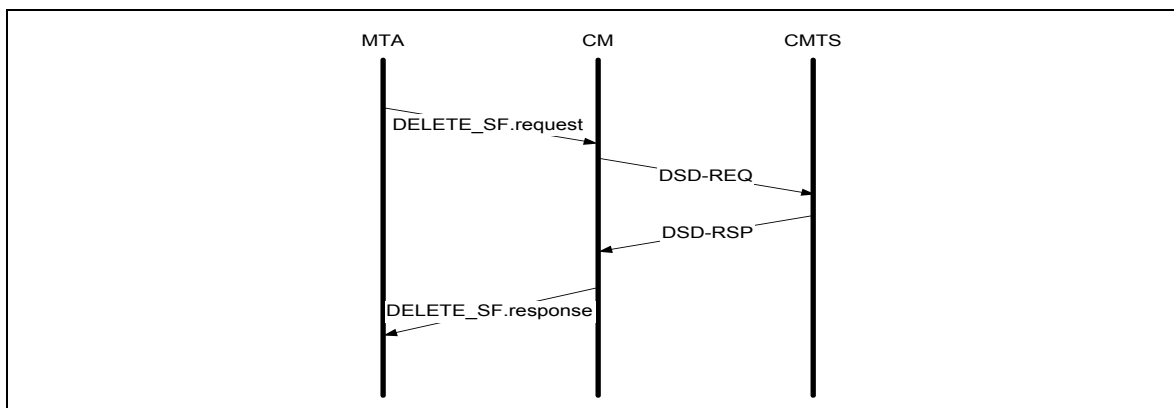 MTA CM CMTS
DELETE_SF.request
DSD-REQ
DSD-RSP
DELETE_SF.response